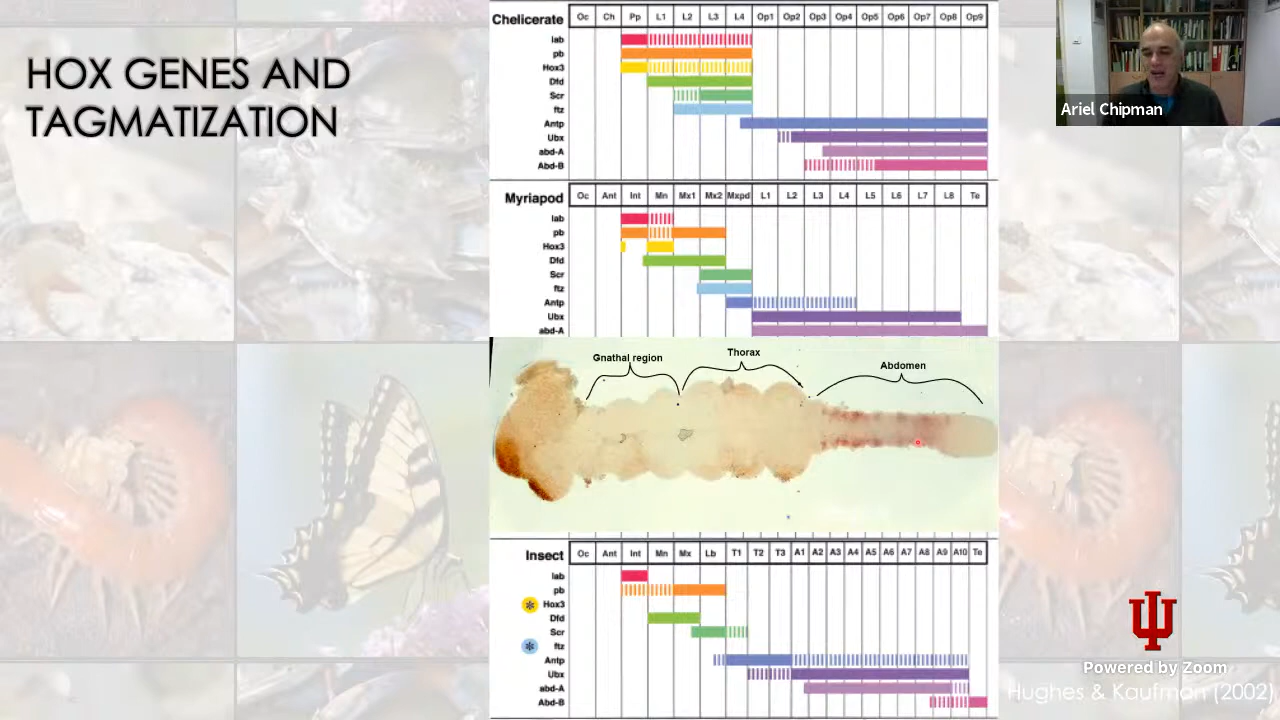 HOX GENES AND
TAGMATIZATION
Chelicerate Oc Ch Pp L1 L2 L3 L4 Op1 Op2 Op3 Op4 Op5 Op6 Op7 Op8 Op9
lab
pb
Hox3
Dfd
Scr
ftz
Antp
Ubx
abd-A
Abd-B
Myriapod Oc Ant Int Mn Mx1 Mx2 Mxpd L1 L2 L3 L4 L5 L6 L7 L8 Te
lab
pb
Hox3
Dfd
Scr
ftz
Antp
Ubx
abd-A
Gnathal region Thorax Abdomen
Insect Oc Ant Int Mn Mx Lb T1 T2 T3 A1 A2 A3 A4 A5 A6 A7 A8 A9 A10 Te
lab
pb
* Hox3
Dfd
Scr
* ftz
Antp
Ubx
abd-A
Abd-B
Ariel Chipman
Powered by Zoom
Hughes & Kaufman (2002)